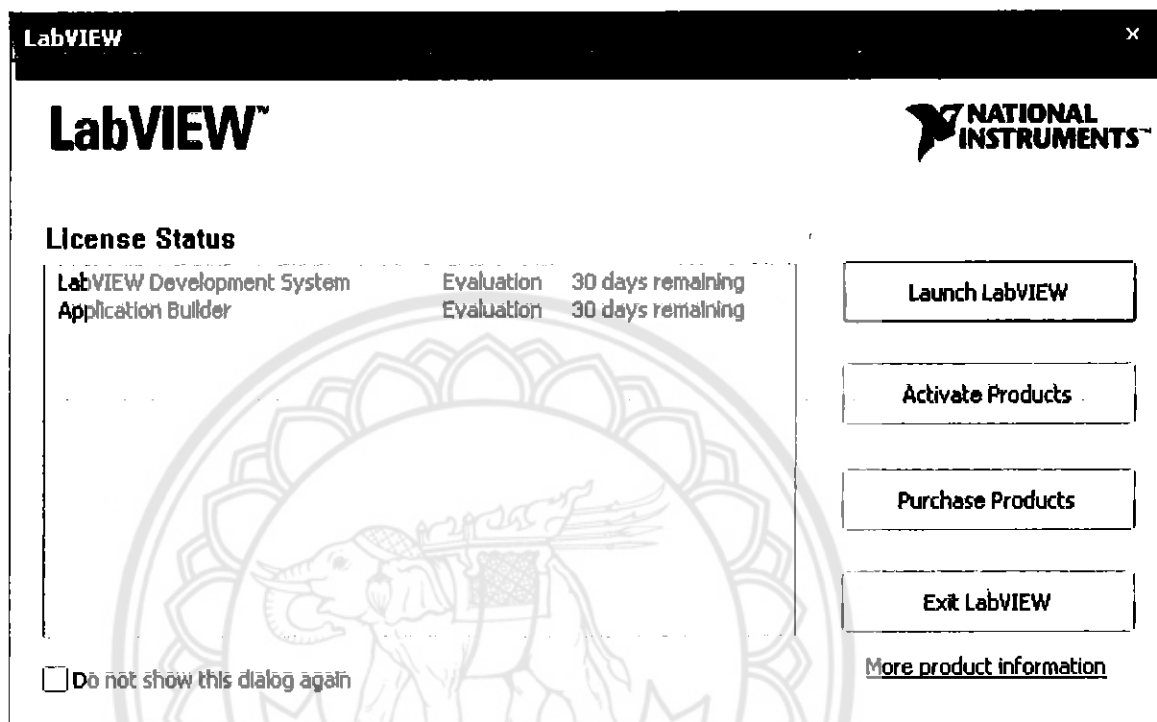 LabVIEW
LabVIEW™
NATIONAL
INSTRUMENTS™
License Status
LabVIEW Development System Evaluation 30 days remaining
Application Builder Evaluation 30 days remaining
Launch LabVIEW
Activate Products
Purchase Products
Exit LabVIEW
Do not show this dialog again
More product information